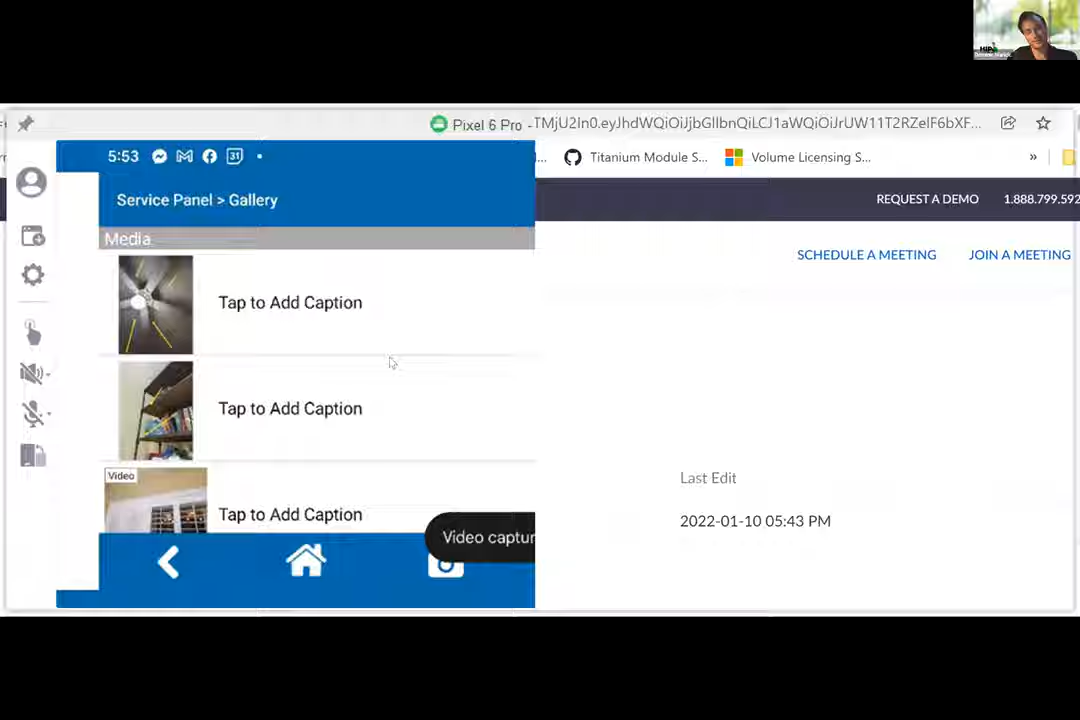 Pixel 6 Pro
-TMjU2In0.eyJhdWQiOiJjbGllbnQiLCJ1aWQiOiJrUW11T2RZelF6bXF...
5:53
31
Titanium Module S...
Volume Licensing S...
»
Service Panel > Gallery
REQUEST A DEMO
1.888.799.592
Media
SCHEDULE A MEETING
JOIN A MEETING
Tap to Add Caption
Tap to Add Caption
Video
Tap to Add Caption
Last Edit
Video captur
2022-01-10 05:43 PM